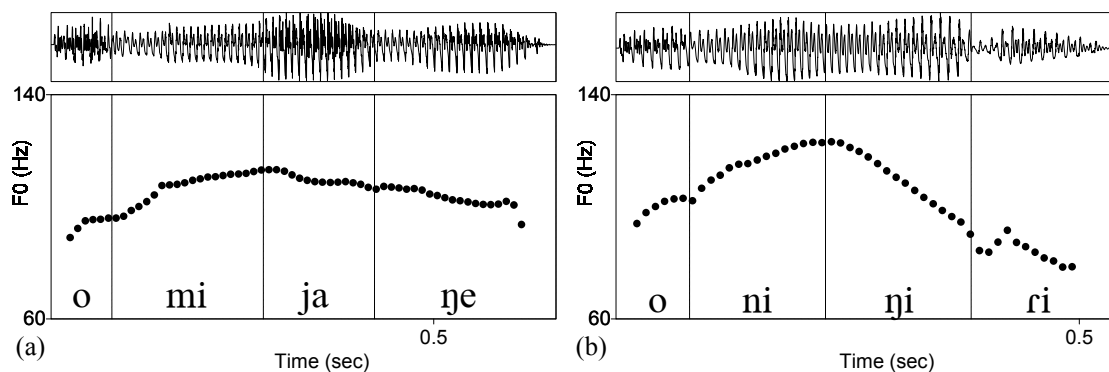 140
F0 (Hz)
60
o mi ja ŋe
0.5
(a)
Time (sec)
140
F0 (Hz)
60
o ni ŋi ɾi
0.5
(b)
Time (sec)